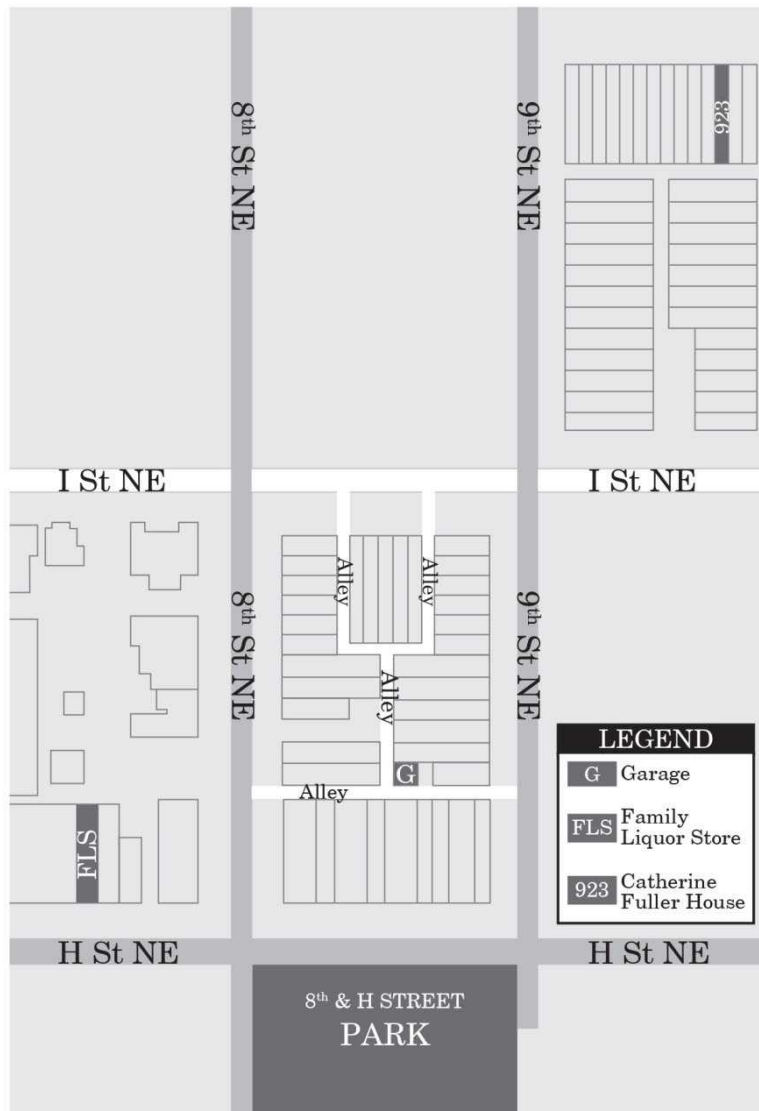 8th St NE
9th St NE
923
I St NE
I St NE
Alley
Alley
8th St NE
9th St NE
Alley
LEGEND
G Garage
G
Alley
FLS Family
Liquor Store
FLS
923 Catherine
Fuller House
H St NE
H St NE
8th & H STREET
PARK